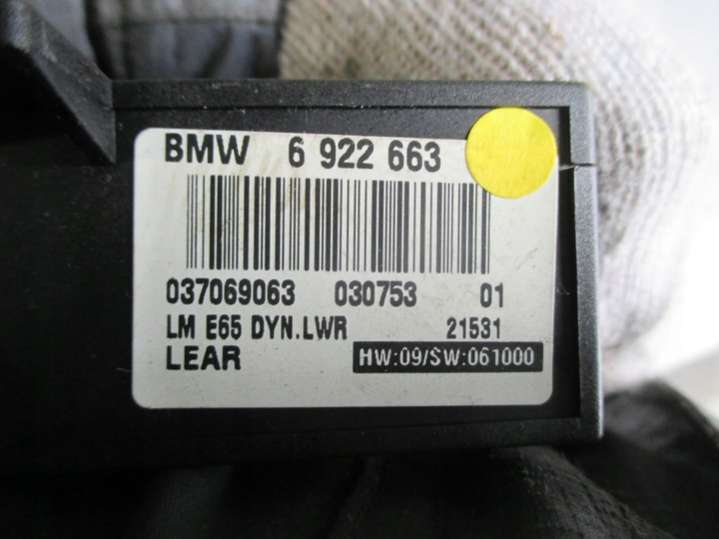 BMW 6 922 663
037069063 030753 01
LM E65 DYN.LWR 21531
LEAR HW:09/SW:061000